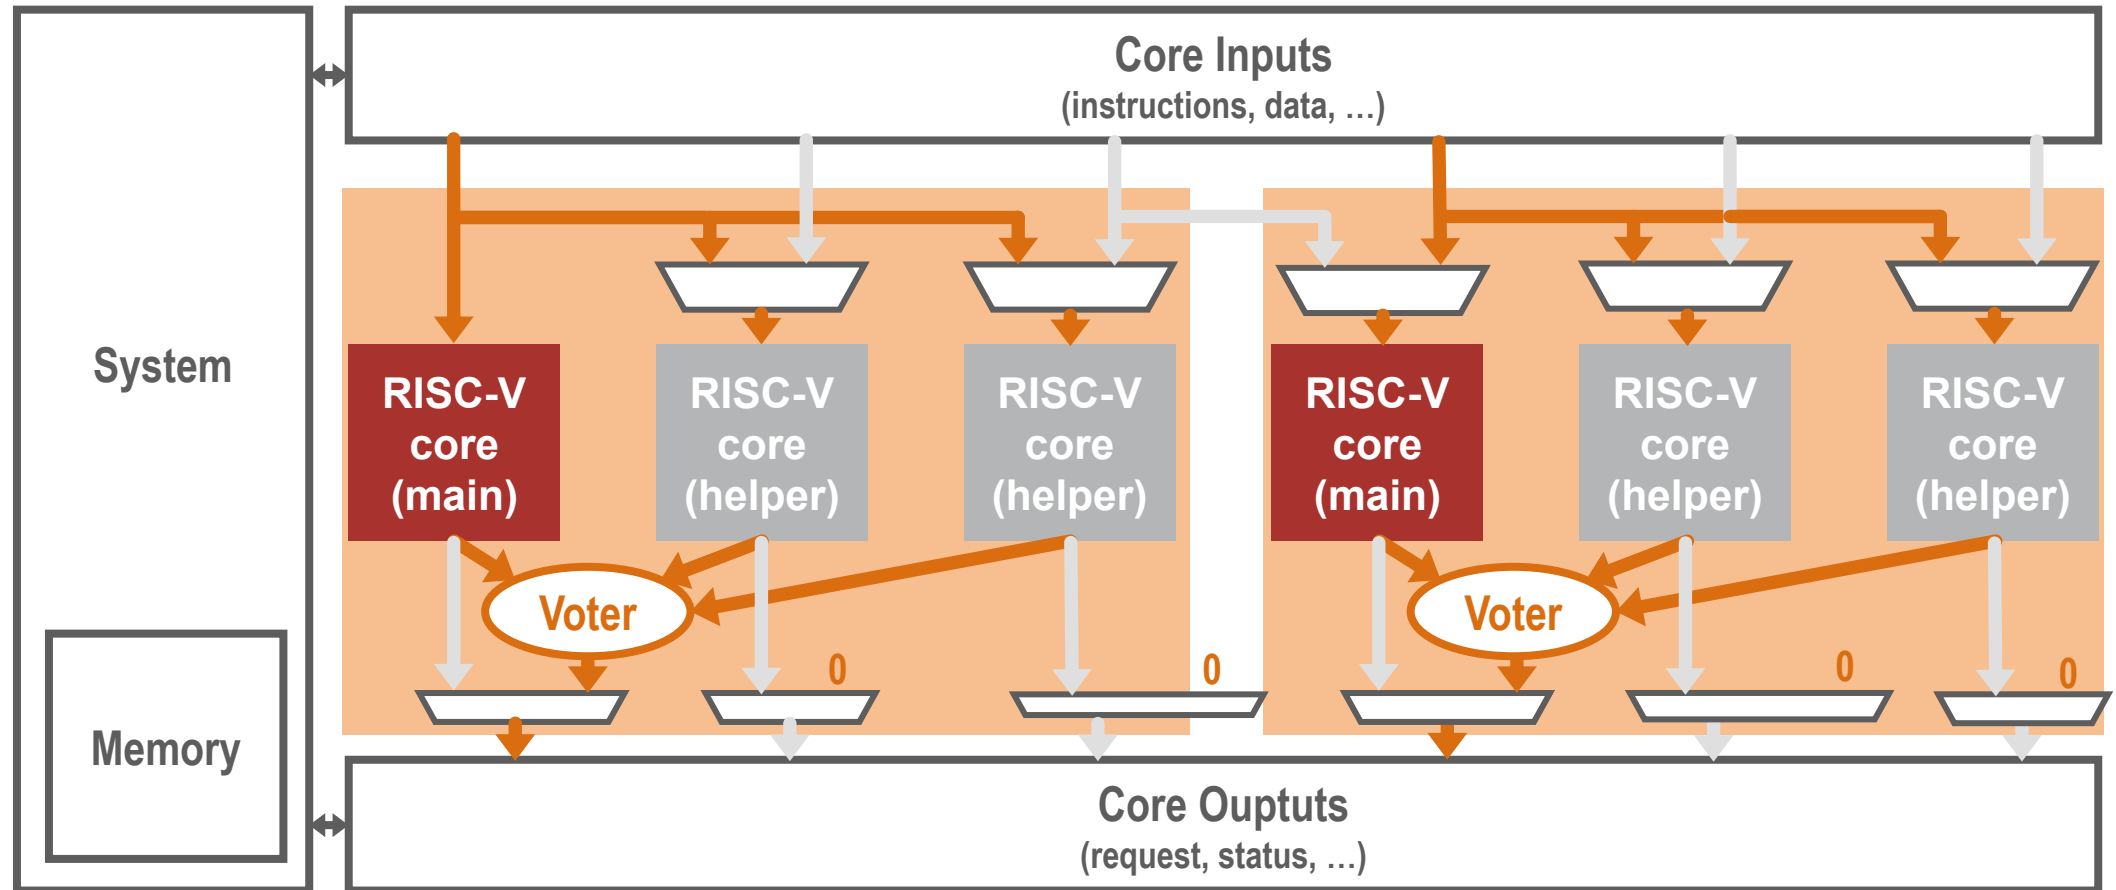 Core Inputs
(instructions, data, …)
System
RISC-V
core
(main)
RISC-V
core
(helper)
RISC-V
core
(helper)
RISC-V
core
(main)
RISC-V
core
(helper)
RISC-V
core
(helper)
Voter
0
0
Voter
0
0
Memory
Core Ouptuts
(request, status, …)